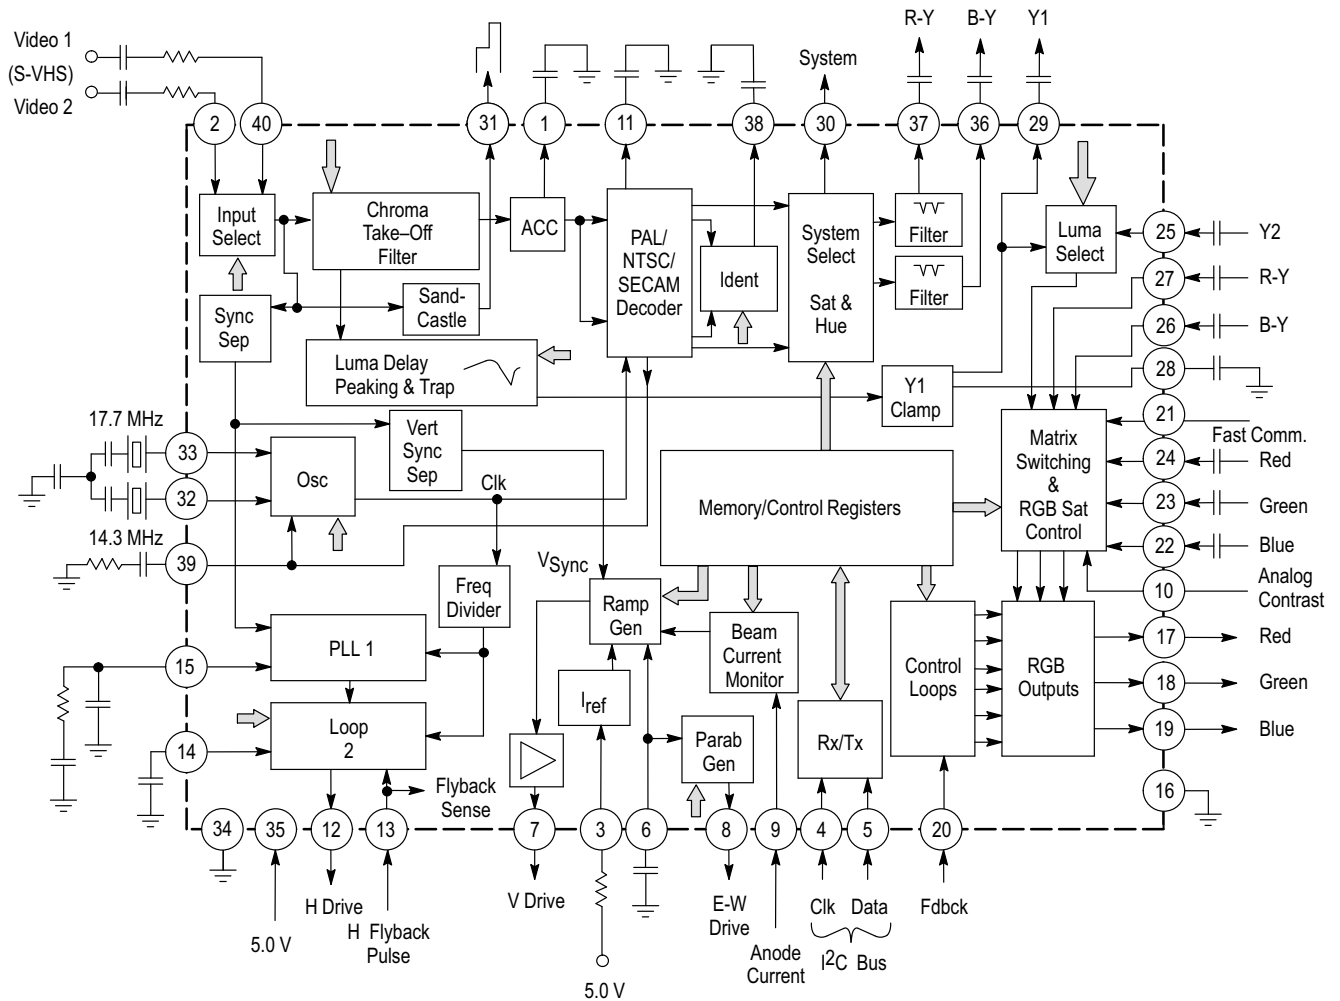 R-Y
B-Y
Y1
Video 1
(S-VHS)
Video 2
System
2
40
31
1
11
38
30
37
36
29
Input
Select
Chroma
Take–Off
Filter
ACC
PAL/
NTSC/
SECAM
Decoder
Ident
System
Select
Sat &
Hue
Filter
Filter
Luma
Select
25
Y2
27
R-Y
26
B-Y
28
Sync
Sep
Sand-
Castle
Luma Delay
Peaking & Trap
Y1
Clamp
21
Fast Comm.
17.7 MHz
33
32
14.3 MHz
39
Osc
Vert
Sync
Sep
Clk
Memory/Control Registers
Matrix
Switching
&
RGB Sat
Control
24
Red
23
Green
22
Blue
10
Analog
Contrast
VSync
Freq
Divider
Ramp
Gen
Beam
Current
Monitor
Control
Loops
RGB
Outputs
17
Red
18
Green
19
Blue
15
PLL 1
Iref
14
Loop
2
Parab
Gen
Rx/Tx
16
Flyback
Sense
34
35
12
13
7
3
6
8
9
4
5
20
5.0 V
H Drive
H Flyback
Pulse
V Drive
5.0 V
E-W
Drive
Anode
Current
Clk Data
I2C Bus
Fdbck